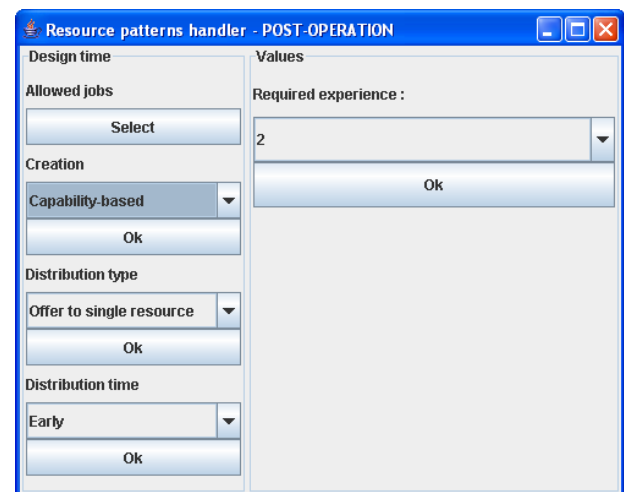 Resource patterns handler - POST-OPERATION
Design time
Allowed jobs
Select
Creation
Capability-based
Ok
Distribution type
Offer to single resource
Ok
Distribution time
Early
Ok
Values
Required experience :
2
Ok